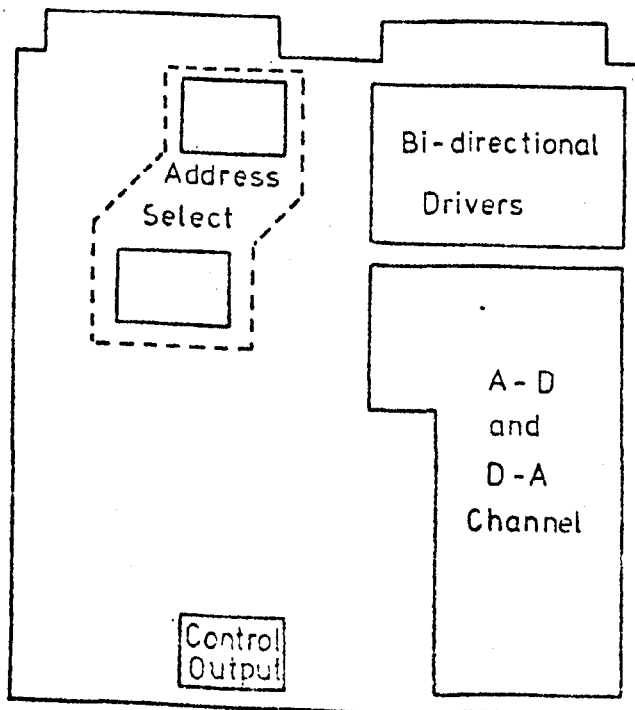 Address
Select
Bi-directional
Drivers
A-D
and
D-A
Channel
Control
Output